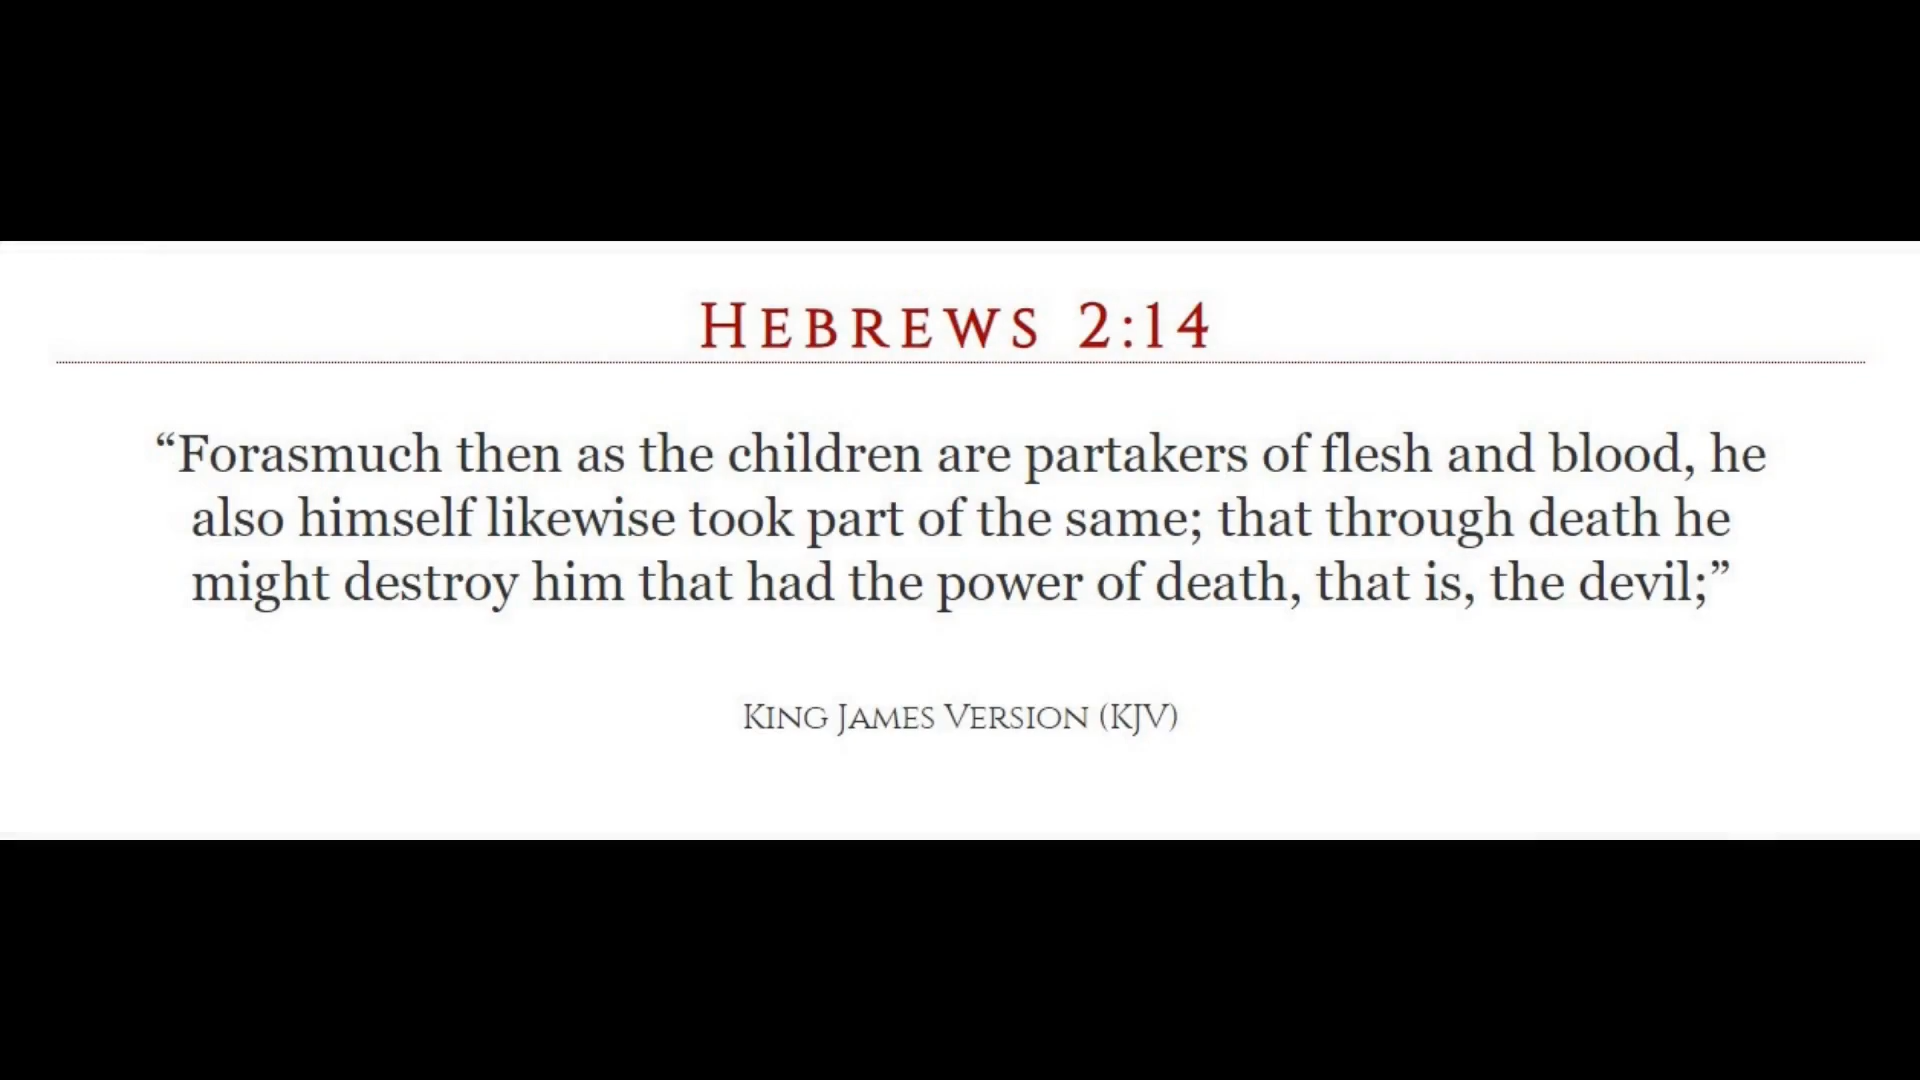 Hebrews 2:14
“Forasmuch then as the children are partakers of flesh and blood, he
also himself likewise took part of the same; that through death he
might destroy him that had the power of death, that is, the devil;”
King James Version (KJV)